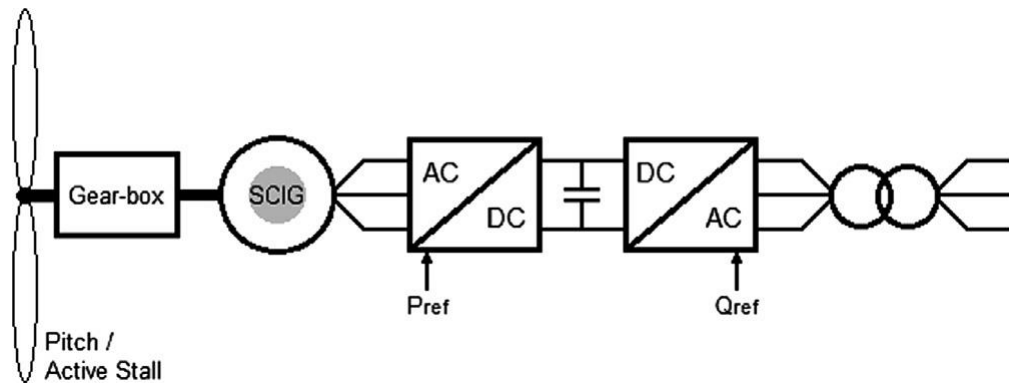 Gear-box
SCIG
AC
DC
DC
AC
Pref
Qref
Pitch /
Active Stall